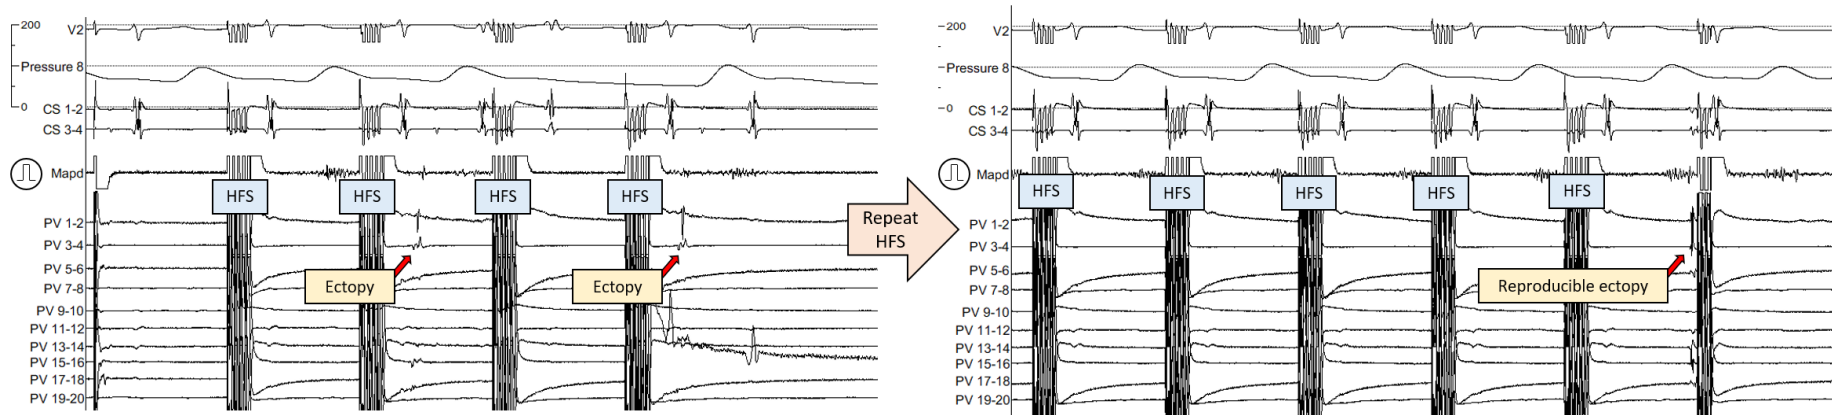 200
V2
Pressure 8
CS 1-2
0
CS 3-4
Mapd
HFS
HFS
HFS
HFS
PV 1-2
PV 3-4
PV 5-6
PV 7-8
Ectopy
Ectopy
PV 9-10
PV 11-12
PV 13-14
PV 15-16
PV 17-18
PV 19-20
Repeat
HFS
200
V2
Pressure 8
0
CS 1-2
CS 3-4
Mapd
HFS
HFS
HFS
HFS
HFS
PV 1-2
PV 3-4
PV 5-6
PV 7-8
Reproducible ectopy
PV 9-10
PV 11-12
PV 13-14
PV 15-16
PV 17-18
PV 19-20